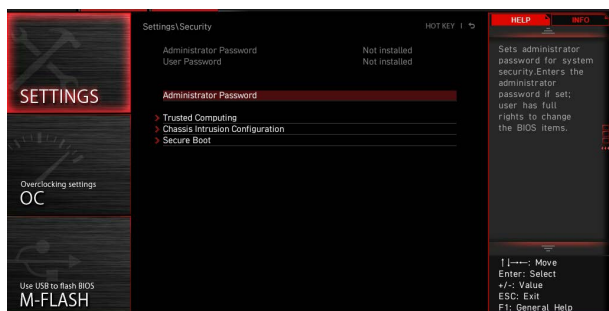 Settings\Security
HOT KEY | ↩
Administrator Password Not installed
User Password Not installed
Administrator Password
> Trusted Computing
> Chassis Intrusion Configuration
> Secure Boot
SETTINGS
Overclocking settings
OC
Use USB to flash BIOS
M-FLASH
HELP
INFO
Sets administrator
password for system
security.Enters the
administrator
password if set;
user has full
rights to change
the BIOS items.
↑↓→←: Move
Enter: Select
+/-: Value
ESC: Exit
F1: General Help